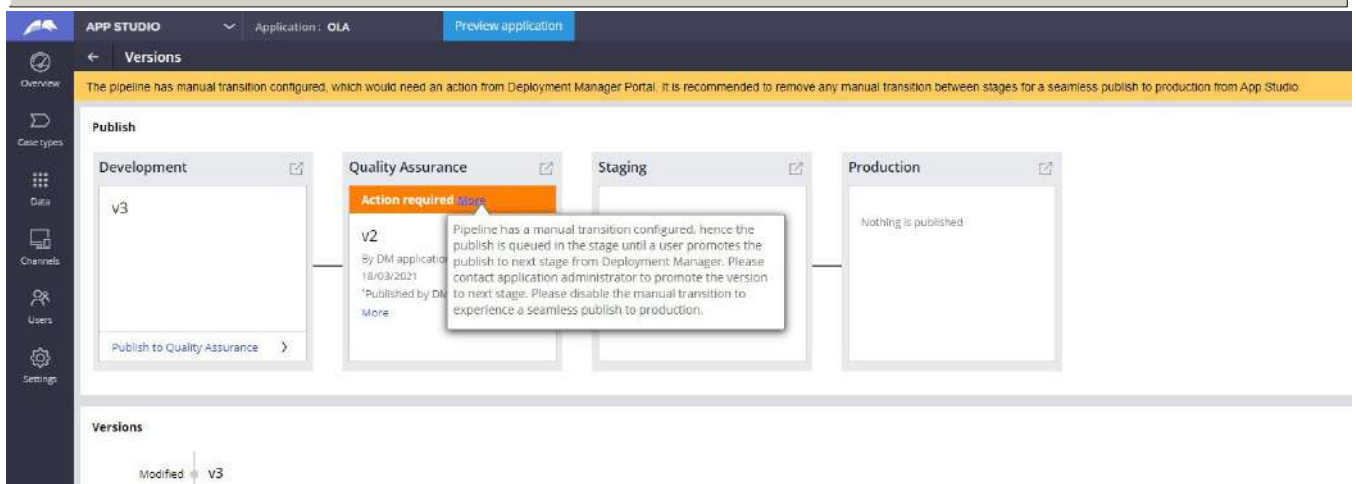 APP STUDIO
Application: OLA
Preview application
Versions
The pipeline has manual transition configured, which would need an action from Deployment Manager Portal. It is recommended to remove any manual transition between stages for a seamless publish to production from App Studio
Overview
Case types
Data
Channels
Users
Settings
Publish
Development
v3
Publish to Quality Assurance
Quality Assurance
Action required More
v2
By DM applicatio
18/03/2021
"Published by DM
More
Pipeline has a manual transition configured, hence the
publish is queued in the stage until a user promotes the
publish to next stage from Deployment Manager. Please
contact application administrator to promote the version
to next stage. Please disable the manual transition to
experience a seamless publish to production.
Staging
Production
Nothing is published
Versions
Modified v3